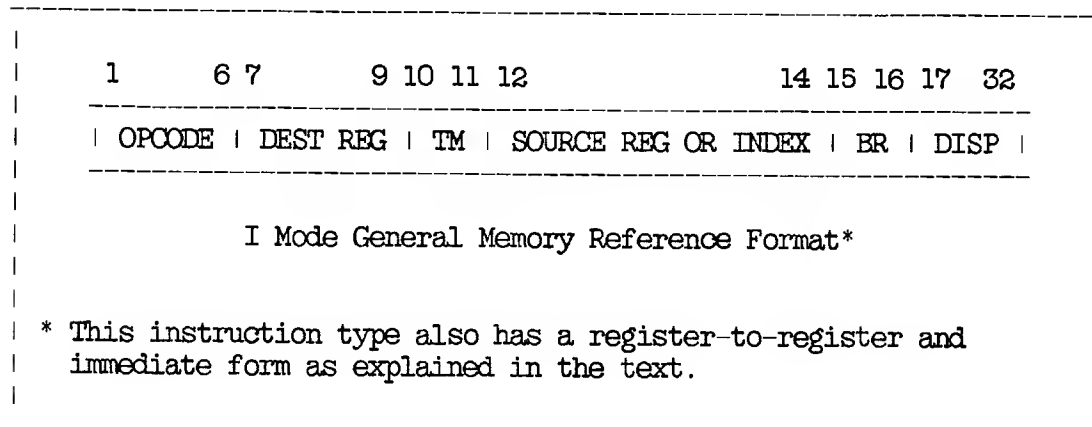 1 6 7 9 10 11 12 14 15 16 17 32
| OPCODE | DEST REG | TM | SOURCE REG OR INDEX | BR | DISP |
I Mode General Memory Reference Format*
* This instruction type also has a register-to-register and
immediate form as explained in the text.